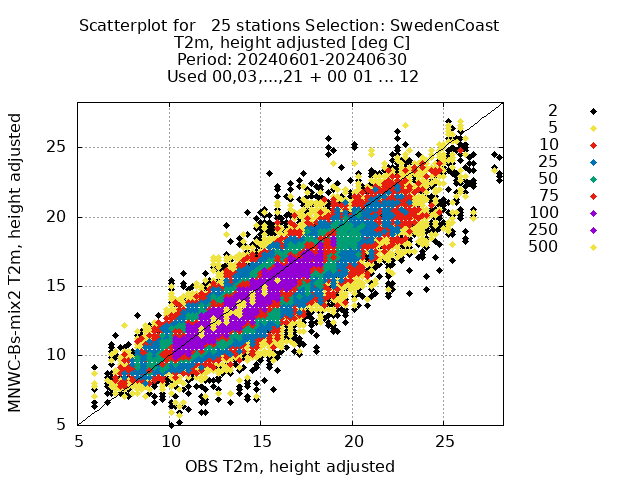 Scatterplot for   25 stations Selection: SwedenCoast
T2m, height adjusted [deg C]
Period: 20240601-20240630
Used 00,03,...,21 + 00 01 ... 12
MNWC-Bs-mix2 T2m, height adjusted
25
20
15
10
5
5 10 15 20 25
OBS T2m, height adjusted
2
5
10
25
50
75
100
250
500